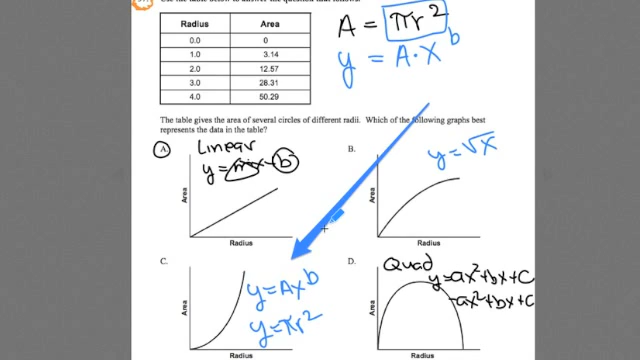 Use the table below to answer the question that follows.
Radius Area
0.0 0
1.0 3.14
2.0 12.57
3.0 28.31
4.0 50.29
A = πr²
y = A·x^b
The table gives the area of several circles of different radii. Which of the following graphs best
represents the data in the table?
A.
Linear
y = mx + b
Area
Radius
B.
y = √x
Area
Radius
C.
y = Ax^b
y = πr²
Area
Radius
D.
Quad
y = ax² + bx + c
-ax² + bx + c
Area
Radius